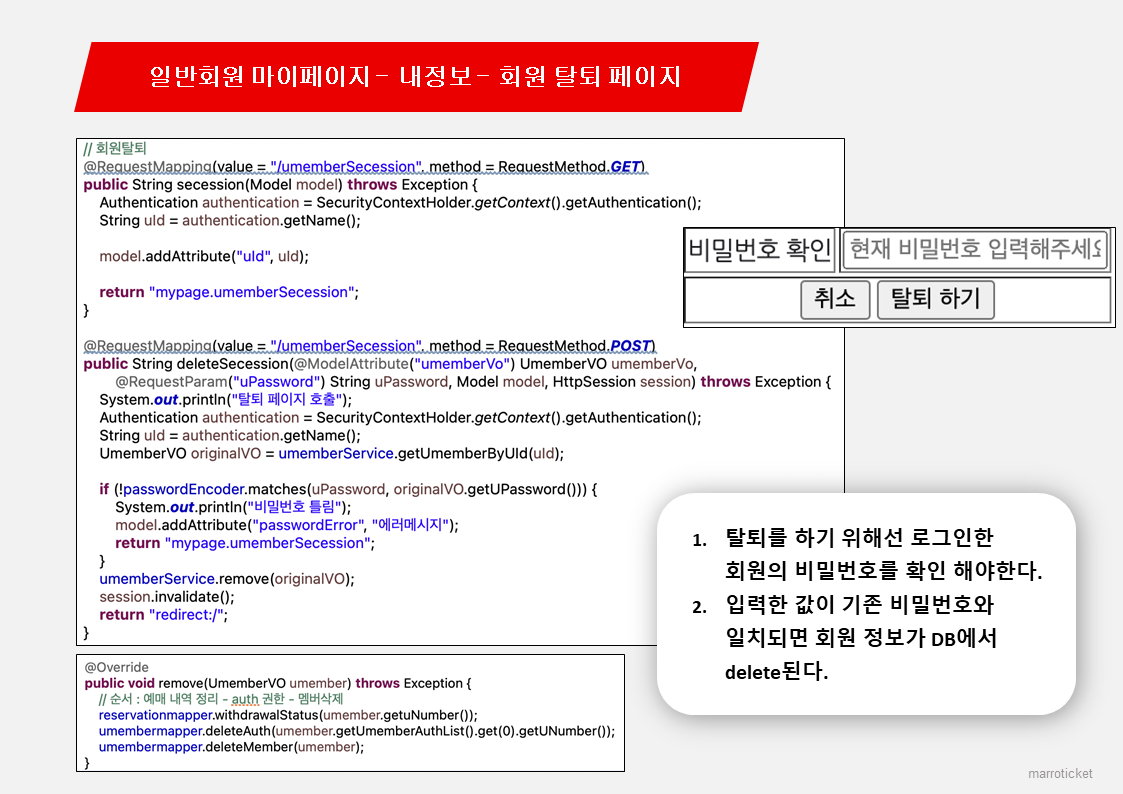 일반회원 마이페이지 – 내정보 – 회원 탈퇴 페이지
// 회원탈퇴
@RequestMapping(value = "/umemberSecession", method = RequestMethod.GET)
public String secession(Model model) throws Exception {
Authentication authentication = SecurityContextHolder.getContext().getAuthentication();
String uId = authentication.getName();
model.addAttribute("uId", uId);
return "mypage.umemberSecession";
}
@RequestMapping(value = "/umemberSecession", method = RequestMethod.POST)
public String deleteSecession(@ModelAttribute("umemberVo") UmemberVO umemberVo,
@RequestParam("uPassword") String uPassword, Model model, HttpSession session) throws Exception {
System.out.println("탈퇴 페이지 호출");
Authentication authentication = SecurityContextHolder.getContext().getAuthentication();
String uId = authentication.getName();
UmemberVO originalVO = umemberService.getUmemberByUId(uId);
if (!passwordEncoder.matches(uPassword, originalVO.getUPassword())) {
System.out.println("비밀번호 틀림");
model.addAttribute("passwordError", "에러메시지");
return "mypage.umemberSecession";
}
umemberService.remove(originalVO);
session.invalidate();
return "redirect:/";
}
@Override
public void remove(UmemberVO umember) throws Exception {
// 순서 : 예매 내역 정리 - auth 권한 - 멤버삭제
reservationmapper.withdrawalStatus(umember.getuNumber());
umembermapper.deleteAuth(umember.getUmemberAuthList().get(0).getUNumber());
umembermapper.deleteMember(umember);
}
비밀번호 확인 현재 비밀번호 입력해주세요
취소 탈퇴 하기
1. 탈퇴를 하기 위해선 로그인한
회원의 비밀번호를 확인 해야한다.
2. 입력한 값이 기존 비밀번호와
일치되면 회원 정보가 DB에서
delete된다.
marroticket